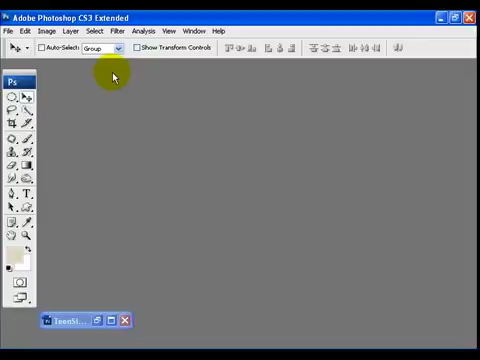 Adobe Photoshop CS3 Extended
File Edit Image Layer Select Filter Analysis View Window Help
Auto-Select: Group Show Transform Controls
Ps
T
TeenSi...